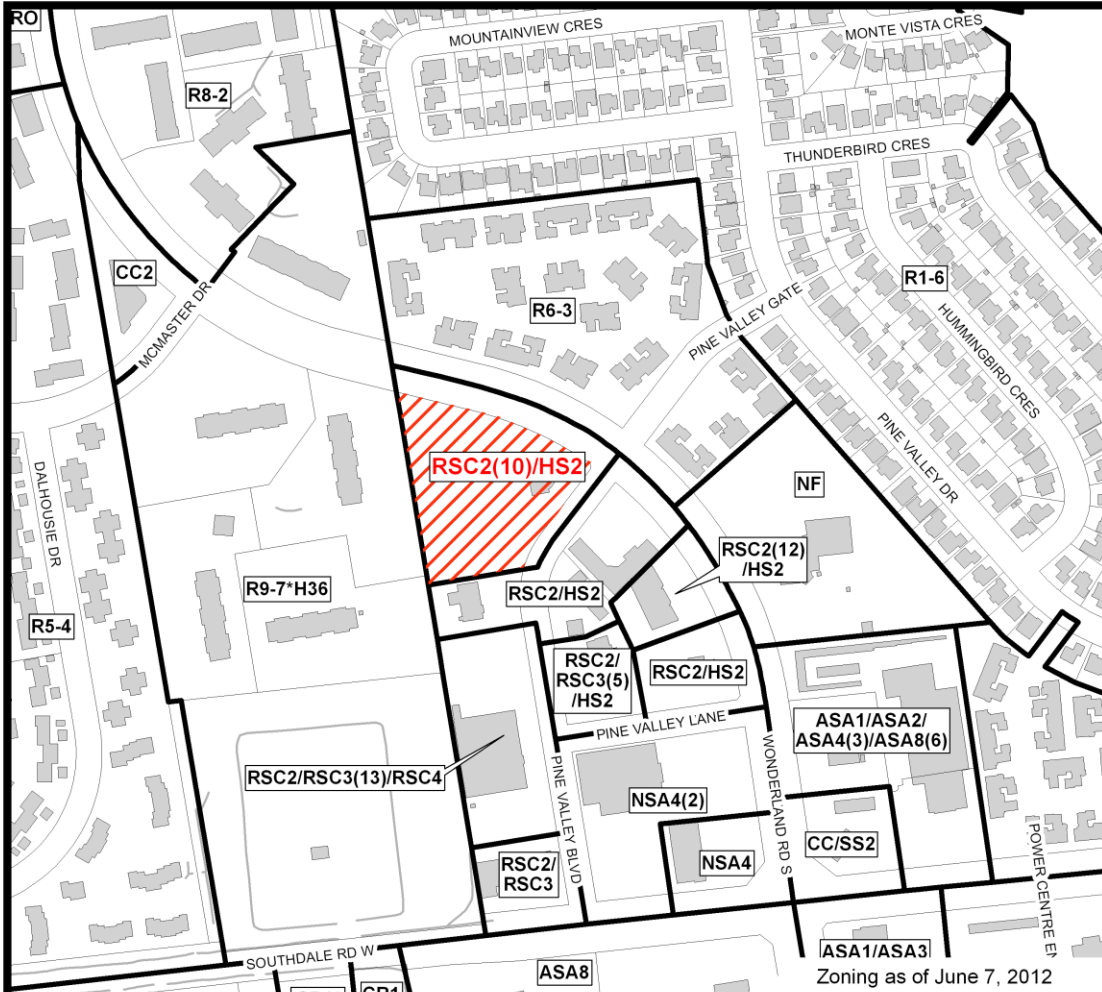 RO
MOUNTAINVIEW CRES
MONTE VISTA CRES
R8-2
THUNDERBIRD CRES
CC2
R1-6
MCMASTER DR
R6-3
PINE VALLEY GATE
HUMMINGBIRD CRES
PINE VALLEY DR
RSC2(10)/HS2
DALHOUSIE DR
NF
RSC2(12)
/HS2
R9-7*H36
RSC2/HS2
R5-4
RSC2/
RSC3(5)
/HS2
RSC2/HS2
PINE VALLEY LANE
ASA1/ASA2/
ASA4(3)/ASA8(6)
RSC2/RSC3(13)/RSC4
PINE VALLEY BLVD
WONDERLAND RD S
NSA4(2)
CC/SS2
POWER CENTRE EN
RSC2/
RSC3
NSA4
SOUTHDALE RD W
ASA1/ASA3
ASA8
Zoning as of June 7, 2012